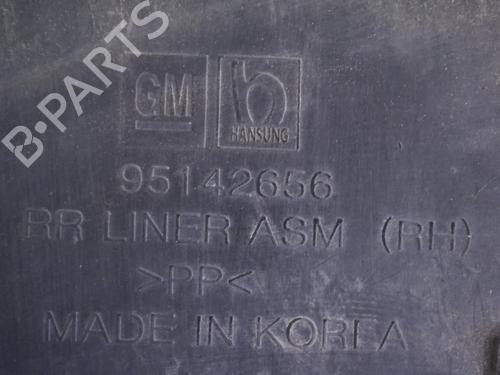 B-PARTS
GM
HANSUNG
95142656
RR LINER ASM (RH)
>PP<
MADE IN KOREA